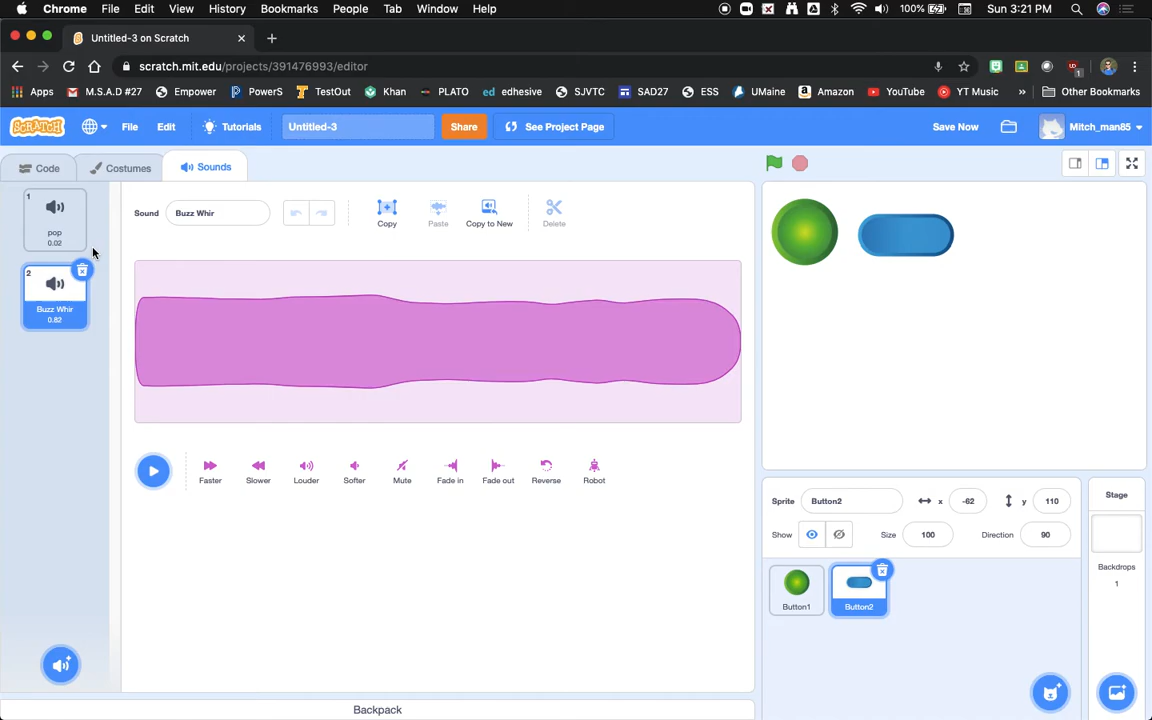 Chrome File Edit View History Bookmarks People Tab Window Help 100% Sun 3:21 PM
Untitled-3 on Scratch
scratch.mit.edu/projects/391476993/editor
Apps M.S.A.D #27 Empower PowerS TestOut Khan PLATO edhesive SJVTC SAD27 ESS UMaine Amazon YouTube YT Music » Other Bookmarks
SCRATCH File Edit Tutorials Untitled-3 Share See Project Page Save Now Mitch_man85
Code Costumes Sounds
1
pop
0.02
2
Buzz Whir
0.82
Sound Buzz Whir Copy Paste Copy to New Delete
Faster Slower Louder Softer Mute Fade in Fade out Reverse Robot
Sprite Button2 x -62 y 110
Show Size 100 Direction 90
Button1 Button2
Stage
Backdrops
1
Backpack